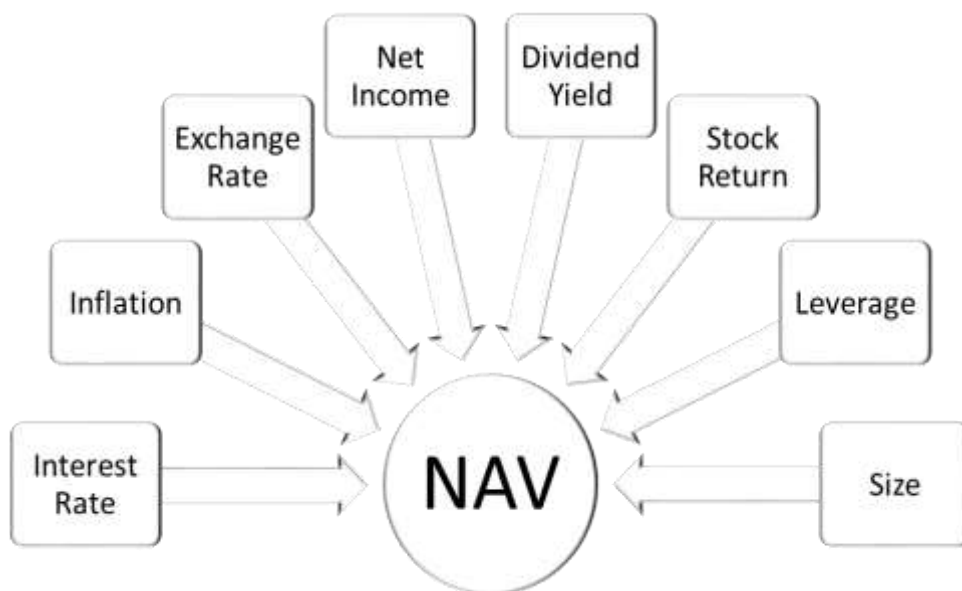 Net
Income
Dividend
Yield
Exchange
Rate
Stock
Return
Inflation
Leverage
Interest
Rate
NAV
Size